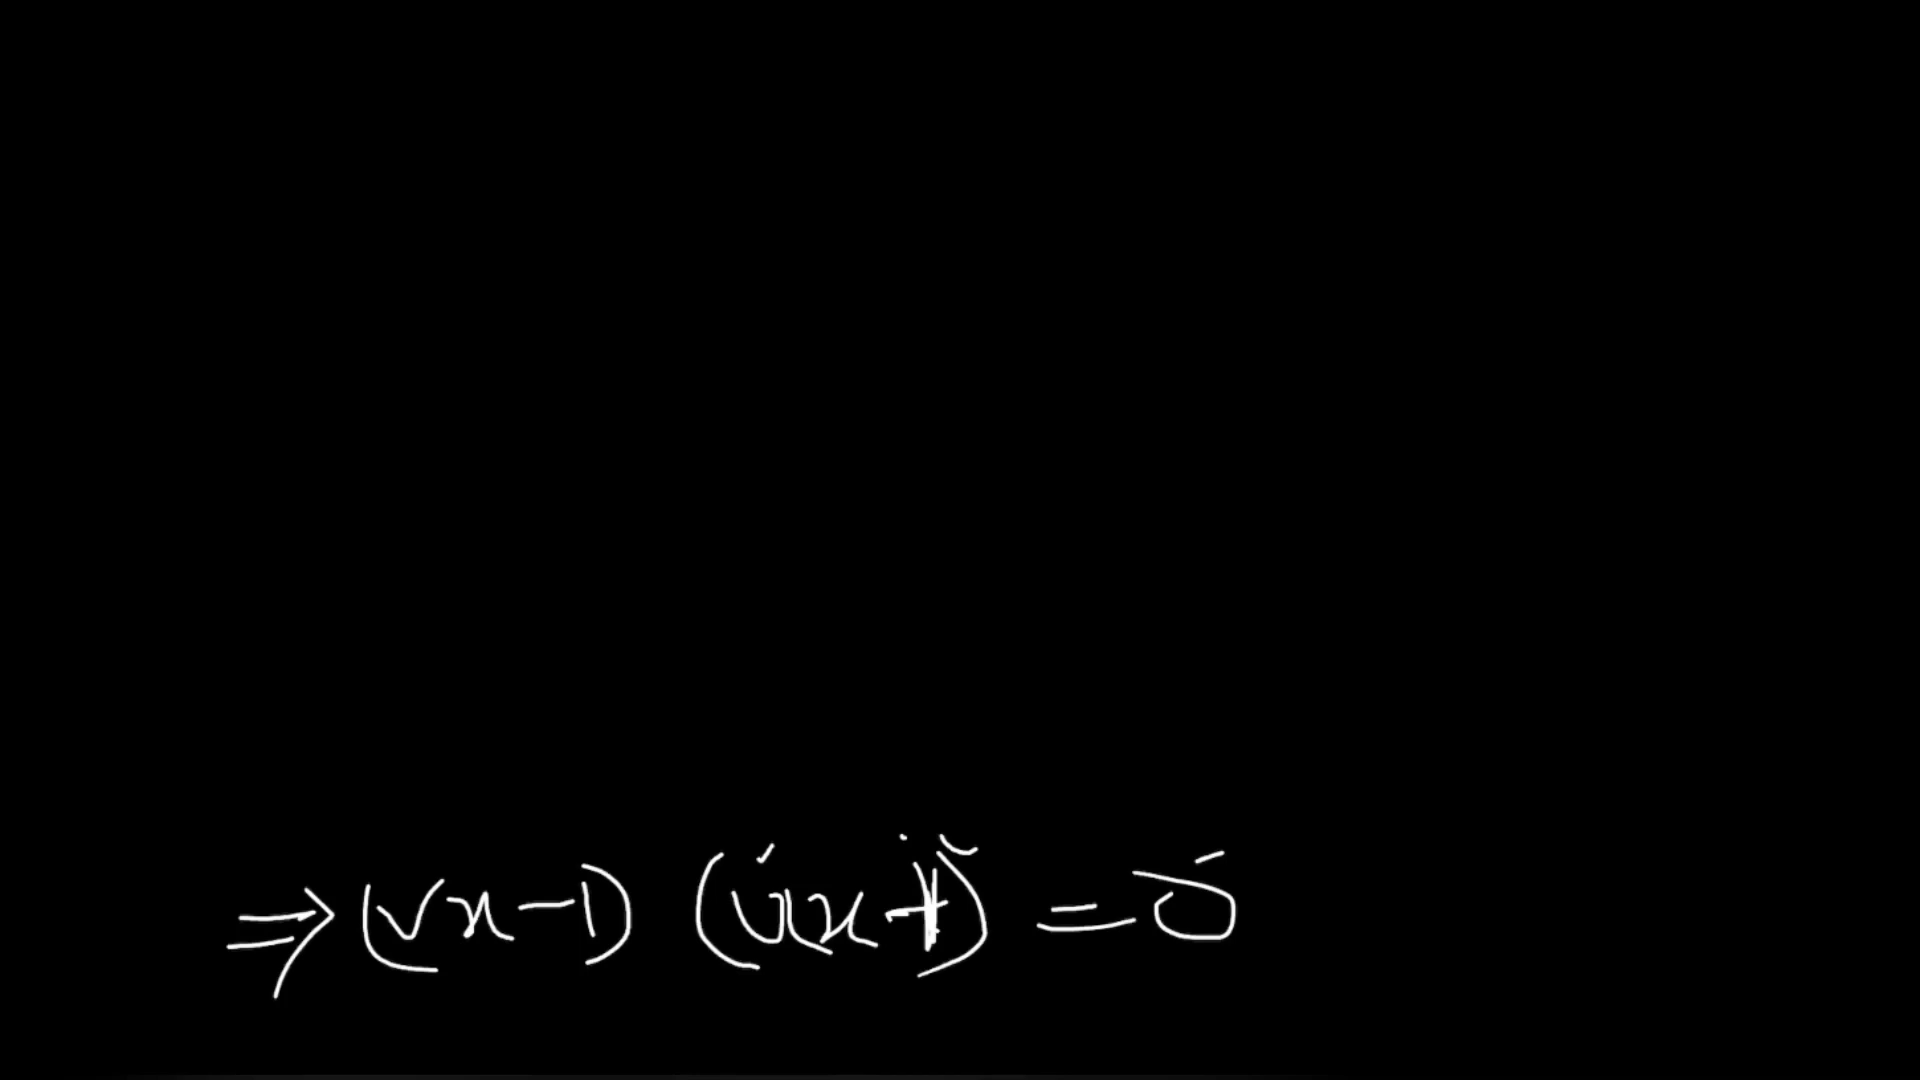 ⇒ (√x-1) (√x+1) = 0